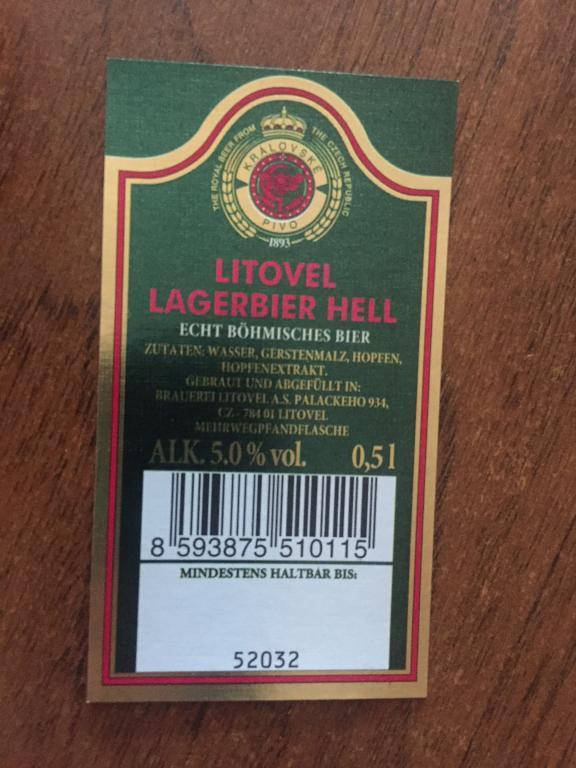 THE ROYAL BEER FROM THE CZECH REPUBLIC
KRÁLOVSKÉ
PIVO
1893
LITOVEL
LAGERBIER HELL
ECHT BÖHMISCHES BIER
ZUTATEN: WASSER, GERSTENMALZ, HOPFEN,
HOPFENEXTRAKT.
GEBRAUT UND ABGEFÜLLT IN:
BRAUEREI LITOVEL A.S. PALACKEHO 934,
CZ - 784 01 LITOVEL
MEHRWEGPFANDFLASCHE
ALK. 5.0 % vol. 0,5 l
8 593875 510115
MINDESTENS HALTBAR BIS:
52032